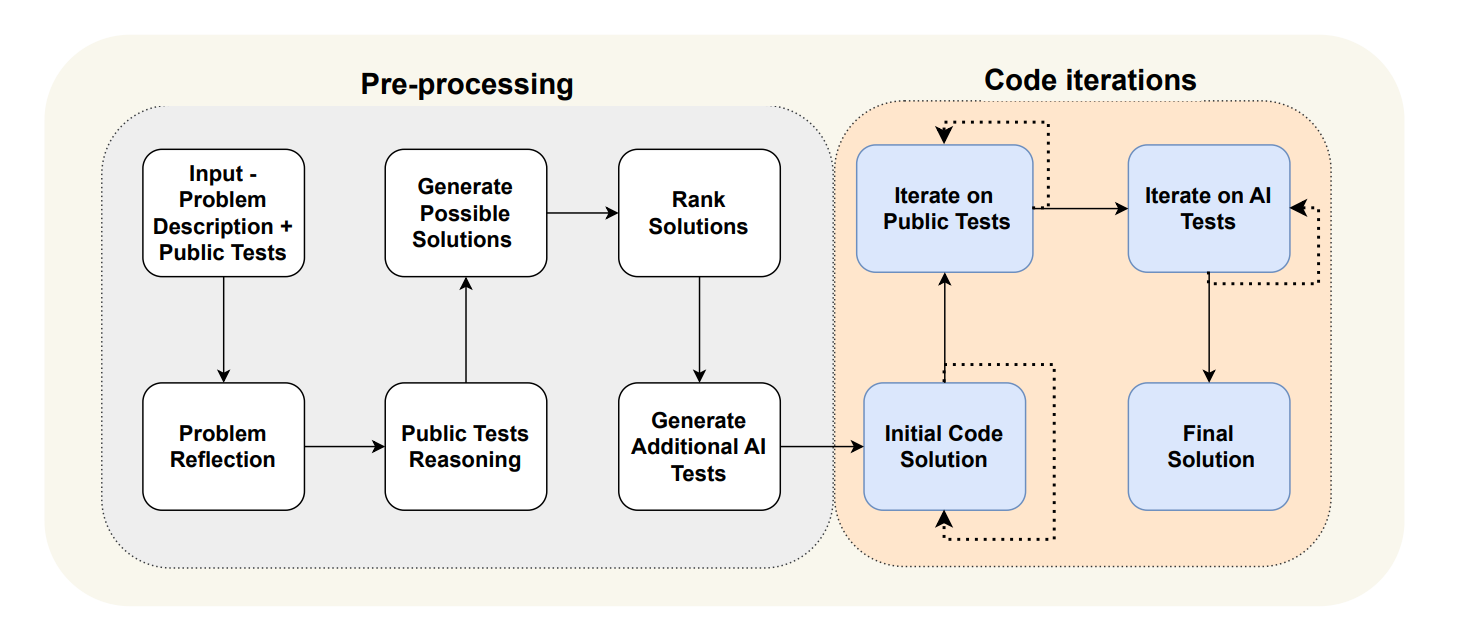 Pre-processing
Code iterations
Input -
Problem
Description +
Public Tests
Generate
Possible
Solutions
Rank
Solutions
Iterate on
Public Tests
Iterate on AI
Tests
Problem
Reflection
Public Tests
Reasoning
Generate
Additional AI
Tests
Initial Code
Solution
Final
Solution